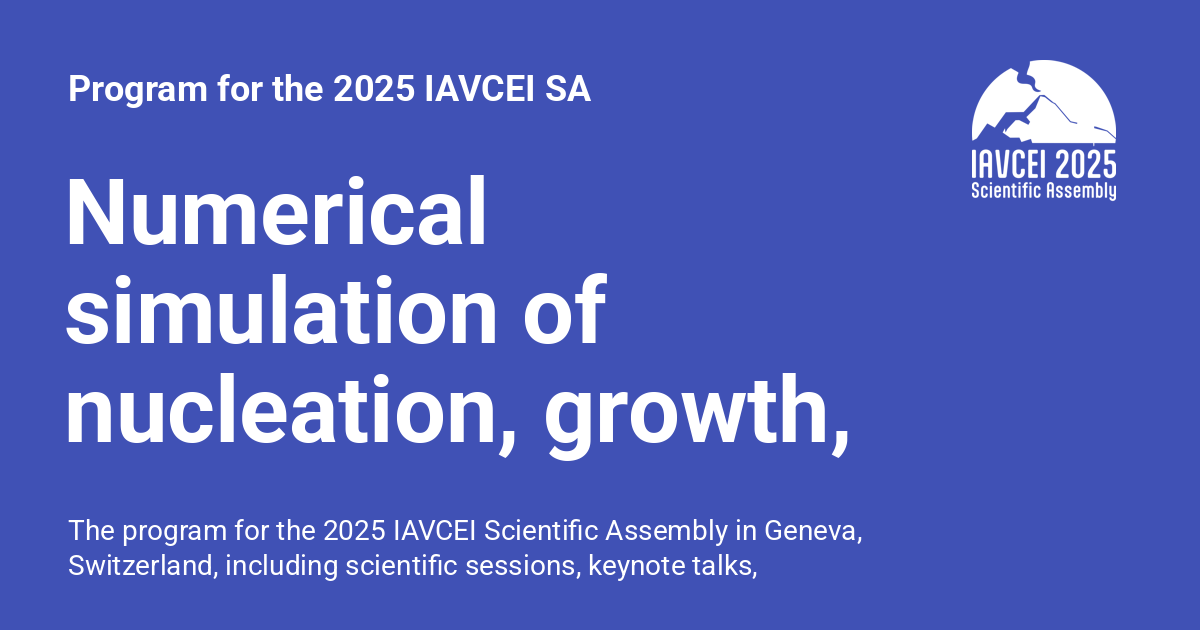 Program for the 2025 IAVCEI SA
IAVCEI 2025
Scientific Assembly
Numerical
simulation of
nucleation, growth,
The program for the 2025 IAVCEI Scientific Assembly in Geneva,
Switzerland, including scientific sessions, keynote talks,